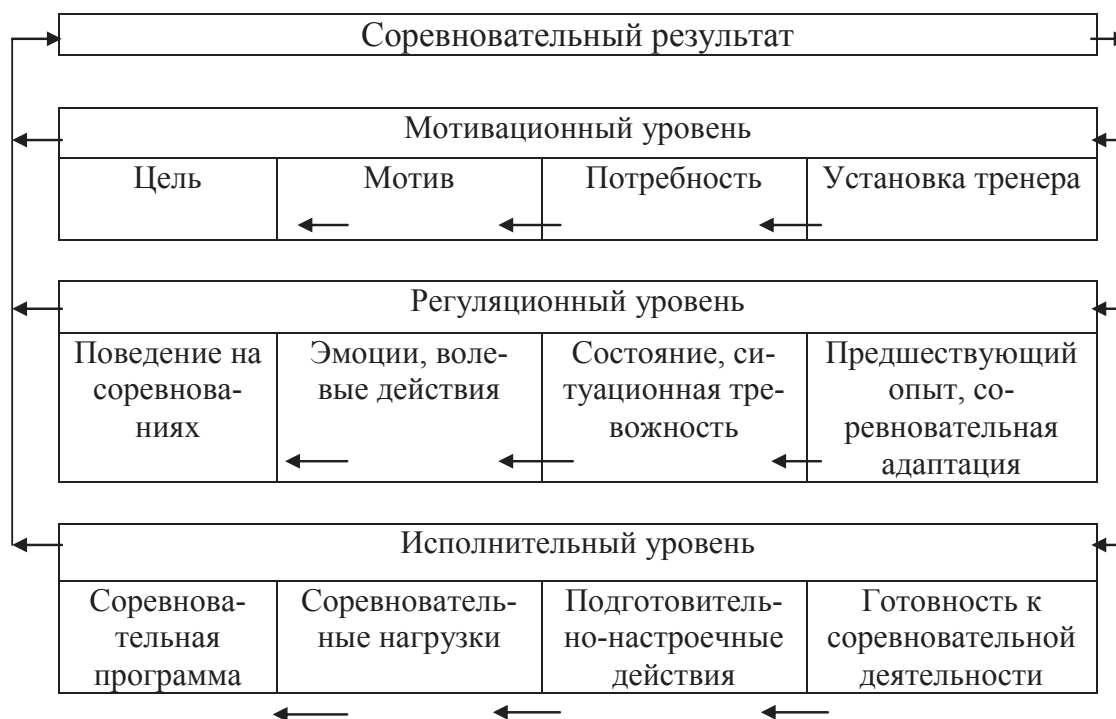 Соревновательный результат
Мотивационный уровень
Цель
Мотив
Потребность
Установка тренера
Регуляционный уровень
Поведение на
соревнова-
ниях
Эмоции, воле-
вые действия
Состояние, си-
туационная тре-
вожность
Предшествующий
опыт, со-
ревновательная
адаптация
Исполнительный уровень
Соревнова-
тельная
программа
Соревнователь-
ные нагрузки
Подготовитель-
но-настроечные
действия
Готовность к
соревновательной
деятельности